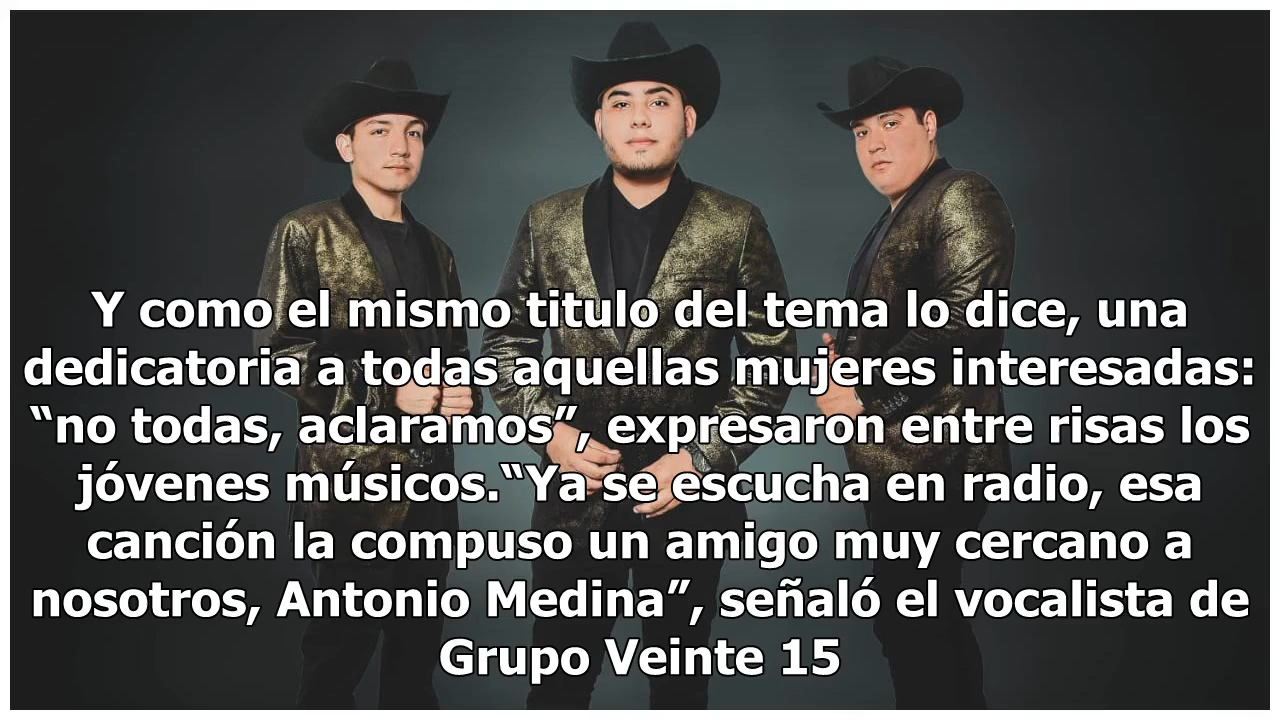 Y como el mismo titulo del tema lo dice, una
dedicatoria a todas aquellas mujeres interesadas:
“no todas, aclaramos”, expresaron entre risas los
jóvenes músicos.“Ya se escucha en radio, esa
canción la compuso un amigo muy cercano a
nosotros, Antonio Medina”, señaló el vocalista de
Grupo Veinte 15